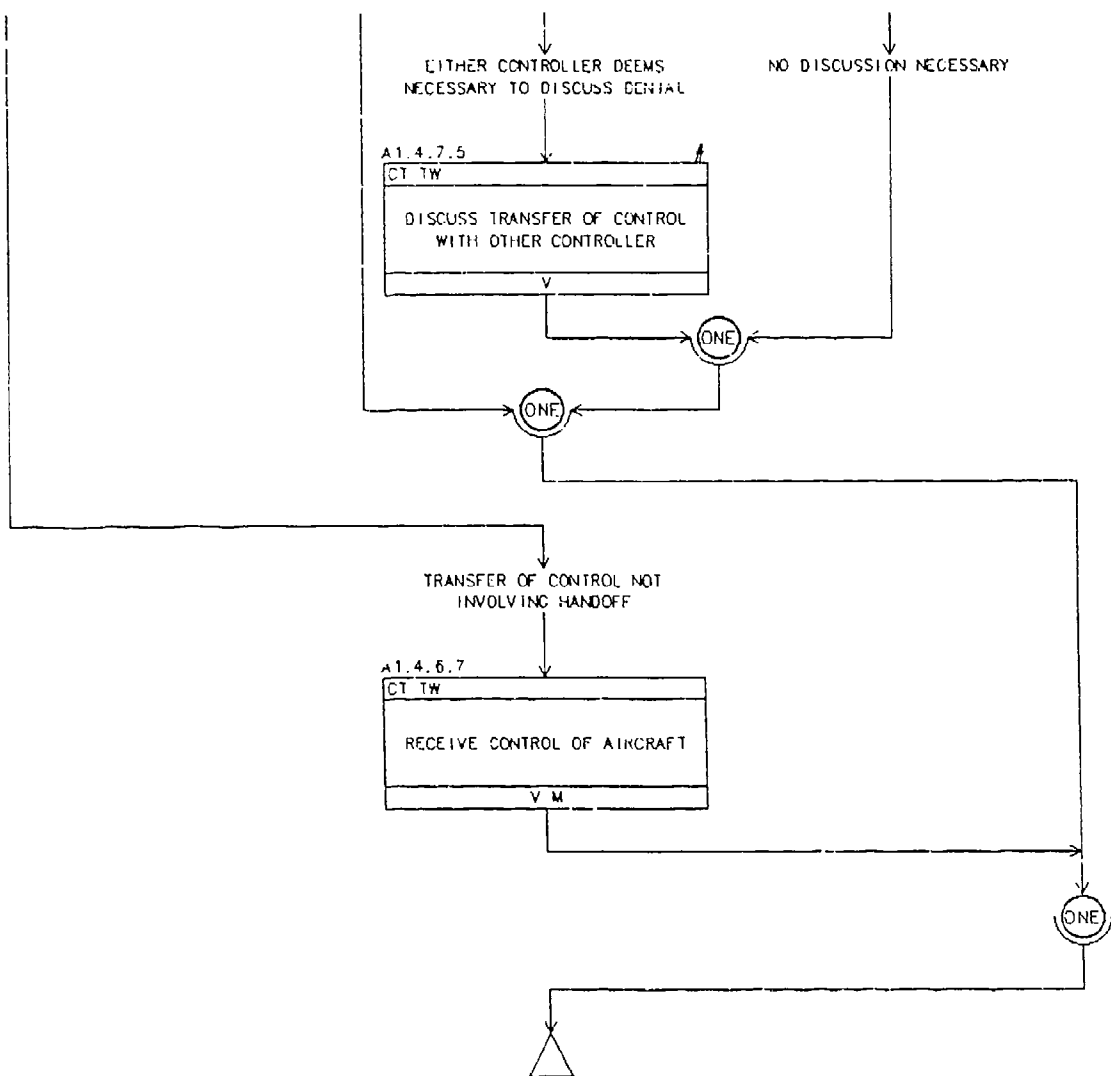 EITHER CONTROLLER DEEMS
NECESSARY TO DISCUSS DENIAL
NO DISCUSSION NECESSARY
A1.4.7.5
CT TW
DISCUSS TRANSFER OF CONTROL
WITH OTHER CONTROLLER
V
ONE
ONE
TRANSFER OF CONTROL NOT
INVOLVING HANDOFF
A1.4.6.7
CT TW
RECEIVE CONTROL OF AIRCRAFT
V M
ONE